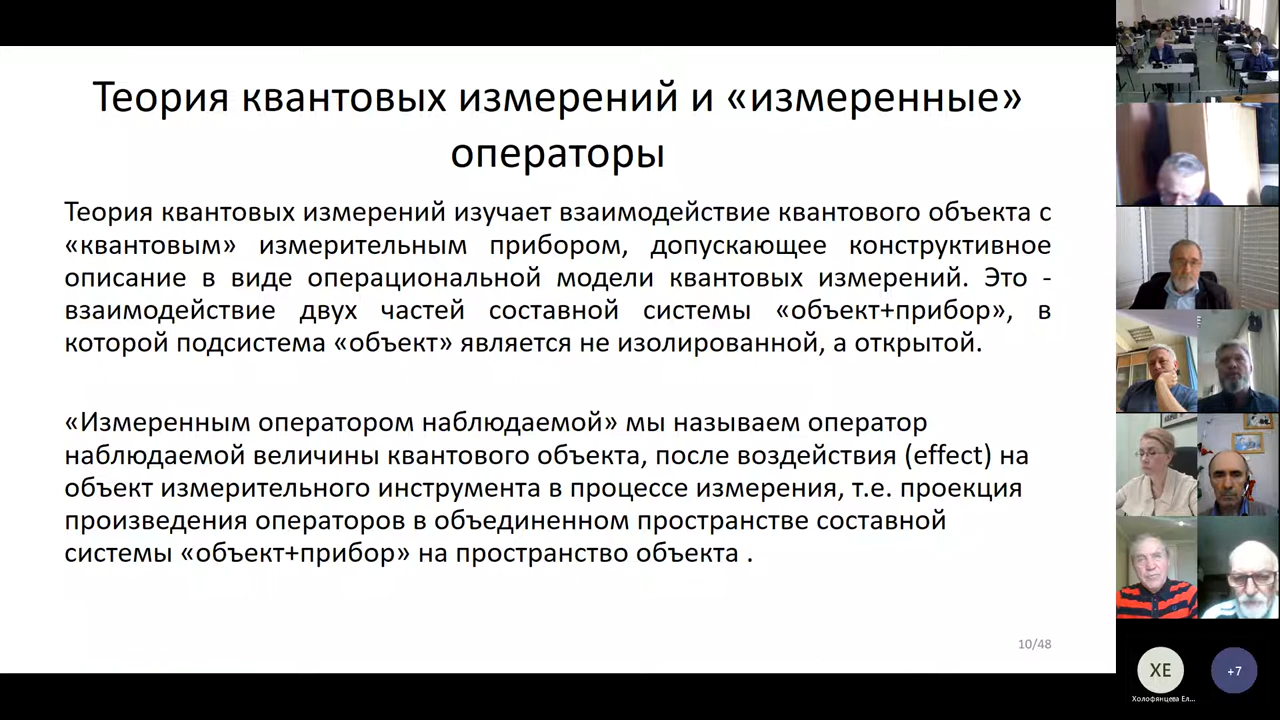 Теория квантовых измерений и «измеренные»
операторы
Теория квантовых измерений изучает взаимодействие квантового объекта с
«квантовым» измерительным прибором, допускающее конструктивное
описание в виде операциональной модели квантовых измерений. Это -
взаимодействие двух частей составной системы «объект+прибор», в
которой подсистема «объект» является не изолированной, а открытой.
«Измеренным оператором наблюдаемой» мы называем оператор
наблюдаемой величины квантового объекта, после воздействия (effect) на
объект измерительного инструмента в процессе измерения, т.е. проекция
произведения операторов в объединенном пространстве составной
системы «объект+прибор» на пространство объекта .
10/48
ХЕ
+7
Холофянцева Ел...